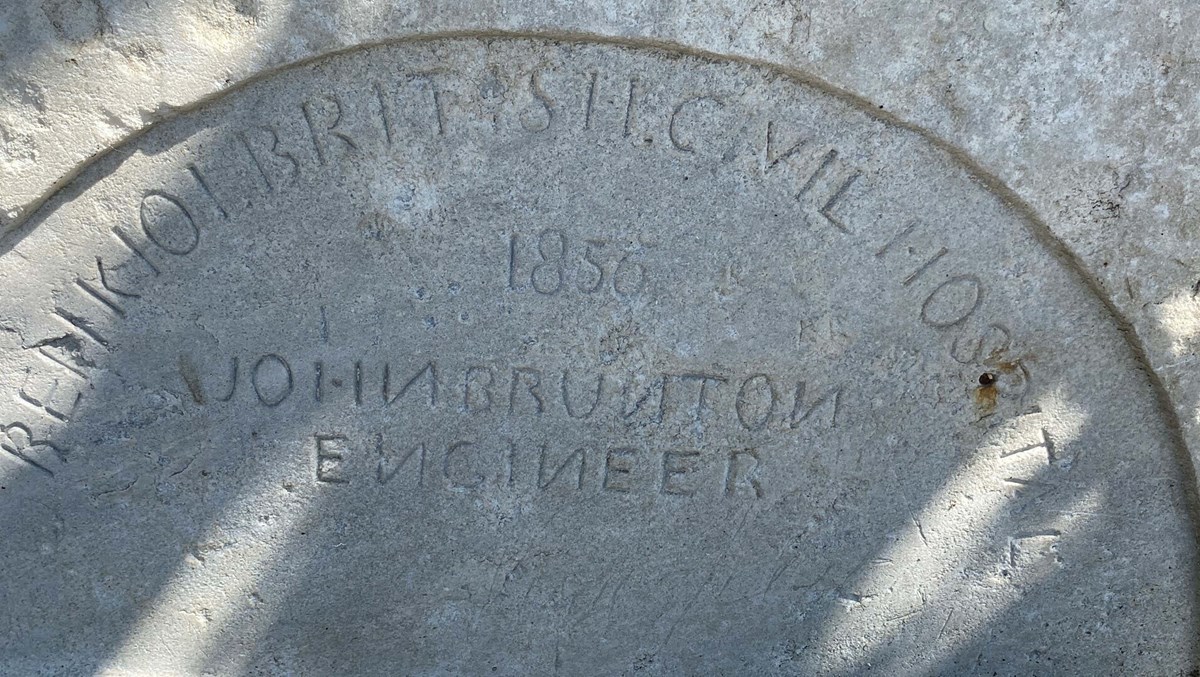 RENKIOI.BRITISH.CIVIL HOSPITAL
1856
JOHN BRUNTON
ENGINEER